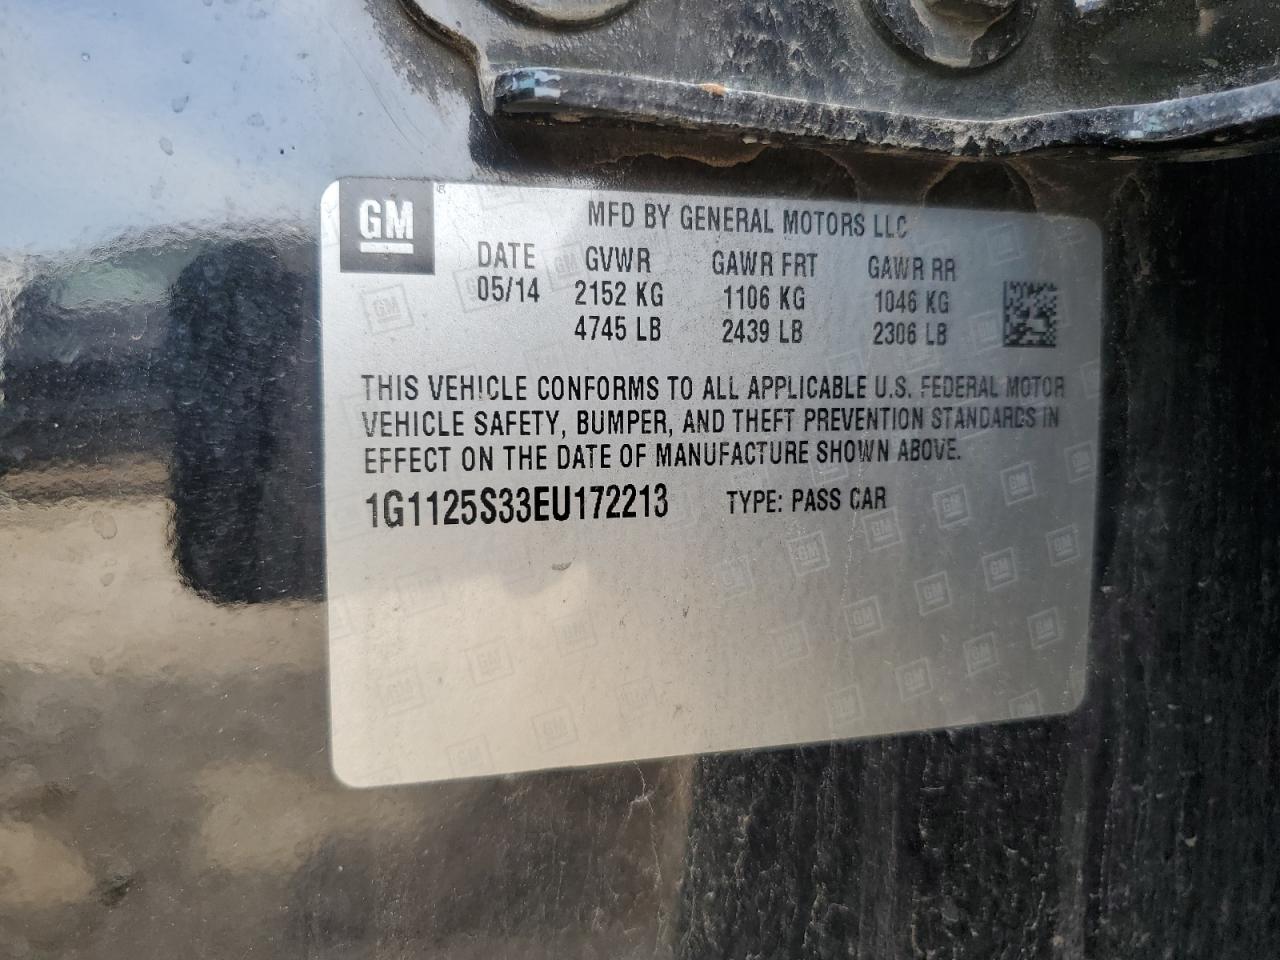 GM
MFD BY GENERAL MOTORS LLC
DATE GVWR GAWR FRT GAWR RR
05/14 2152 KG 1106 KG 1046 KG
4745 LB 2439 LB 2306 LB
THIS VEHICLE CONFORMS TO ALL APPLICABLE U.S. FEDERAL MOTOR
VEHICLE SAFETY, BUMPER, AND THEFT PREVENTION STANDARDS IN
EFFECT ON THE DATE OF MANUFACTURE SHOWN ABOVE.
1G1125S33EU172213 TYPE: PASS CAR